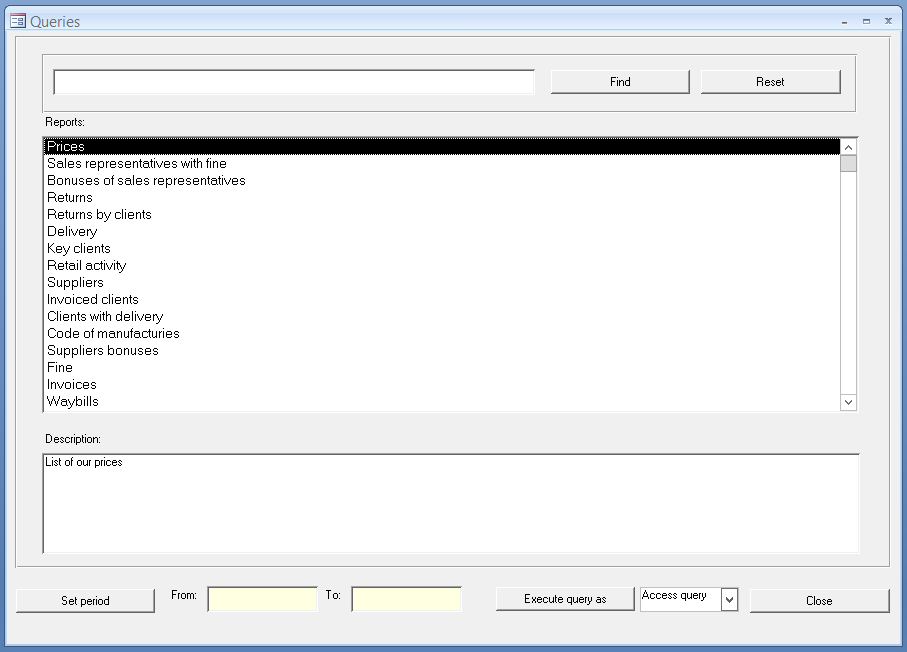 Queries
Find Reset
Reports:
Prices
Sales representatives with fine
Bonuses of sales representatives
Returns
Returns by clients
Delivery
Key clients
Retail activity
Suppliers
Invoiced clients
Clients with delivery
Code of manufacturies
Suppliers bonuses
Fine
Invoices
Waybills
Description:
List of our prices
Set period From: To: Execute query as Access query Close